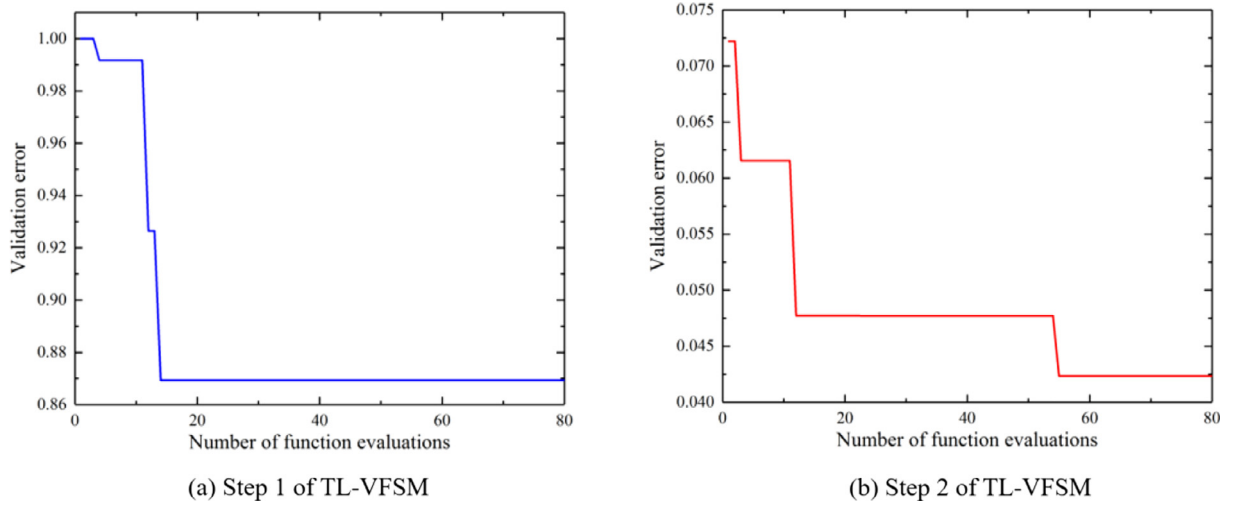 1.00
0.98
0.96
0.94
0.92
0.90
0.88
0.86
Validation error
0 20 40 60 80
Number of function evaluations
(a) Step 1 of TL-VFSM
0.075
0.070
0.065
0.060
0.055
0.050
0.045
0.040
Validation error
0 20 40 60 80
Number of function evaluations
(b) Step 2 of TL-VFSM